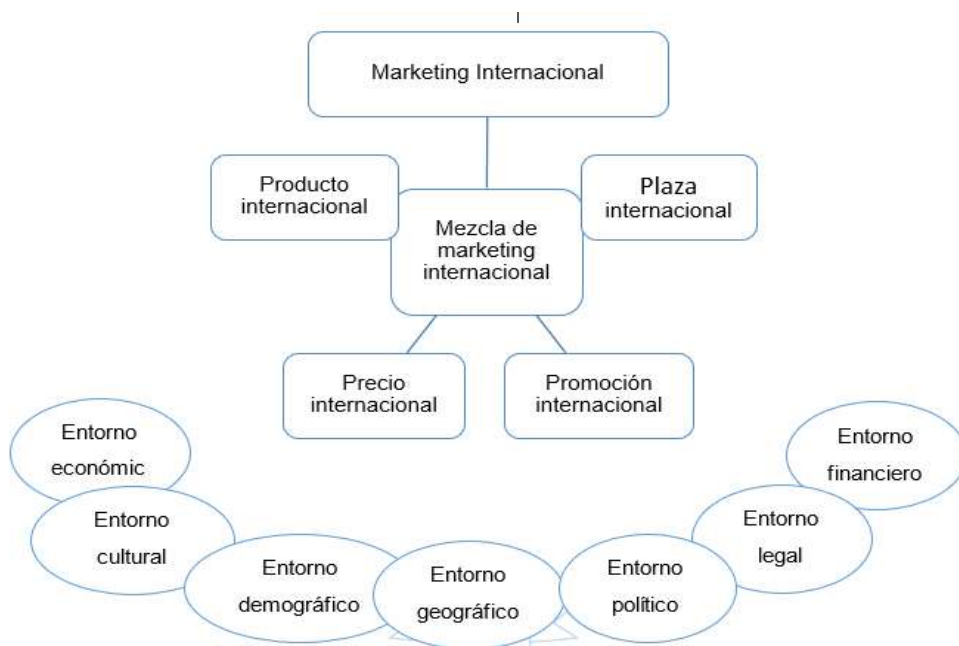 Marketing Internacional
Producto
internacional
Plaza
internacional
Mezcla de
marketing
internacional
Precio
internacional
Promoción
internacional
Entorno
económic
Entorno
cultural
Entorno
demográfico
Entorno
geográfico
Entorno
político
Entorno
legal
Entorno
financiero